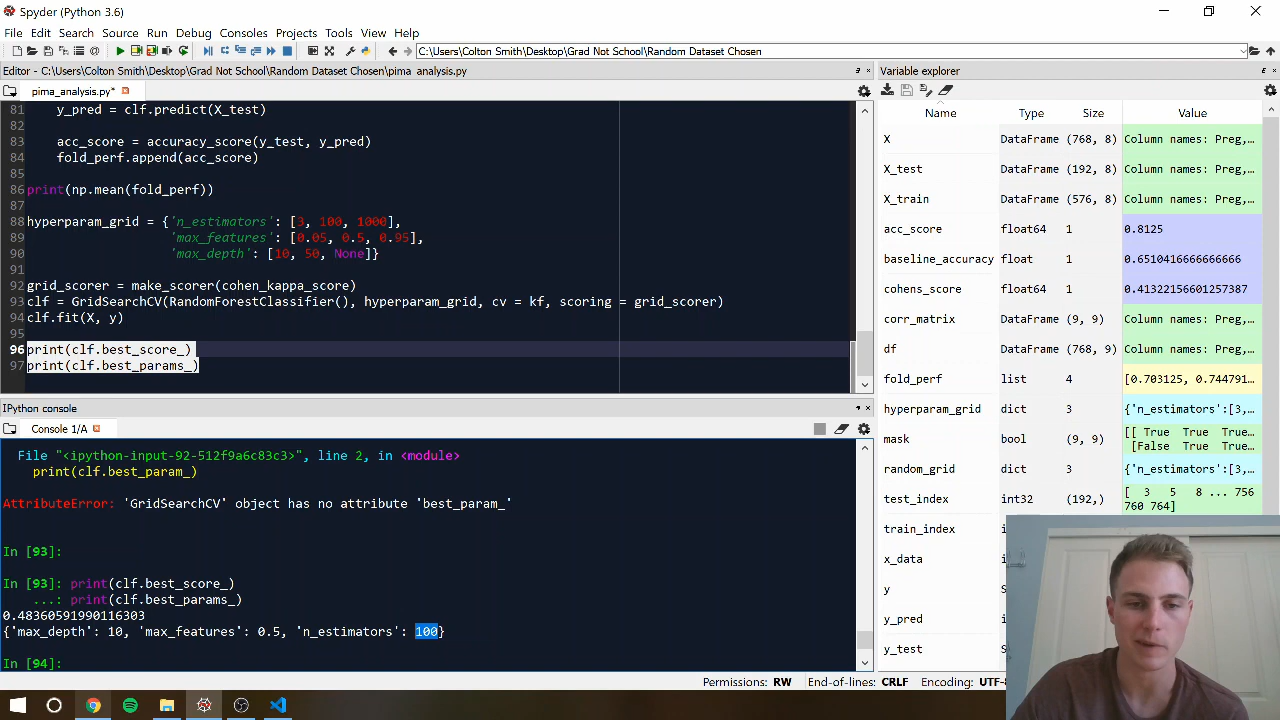 Spyder (Python 3.6)
File Edit Search Source Run Debug Consoles Projects Tools View Help
C:\Users\Colton Smith\Desktop\Grad Not School\Random Dataset Chosen
Editor - C:\Users\Colton Smith\Desktop\Grad Not School\Random Dataset Chosen\pima_analysis.py
pima_analysis.py*
81 y_pred = clf.predict(X_test)
82
83 acc_score = accuracy_score(y_test, y_pred)
84 fold_perf.append(acc_score)
85
86 print(np.mean(fold_perf))
87
88 hyperparam_grid = {'n_estimators': [3, 100, 1000],
89 'max_features': [0.05, 0.5, 0.95],
90 'max_depth': [10, 50, None]}
91
92 grid_scorer = make_scorer(cohen_kappa_score)
93 clf = GridSearchCV(RandomForestClassifier(), hyperparam_grid, cv = kf, scoring = grid_scorer)
94 clf.fit(X, y)
95
96 print(clf.best_score_)
97 print(clf.best_params_)
IPython console
Console 1/A
File "<ipython-input-92-512f9a6c83c3>", line 2, in <module>
print(clf.best_param_)
AttributeError: 'GridSearchCV' object has no attribute 'best_param_'
In [93]:
In [93]: print(clf.best_score_)
...: print(clf.best_params_)
0.48360591990116303
{'max_depth': 10, 'max_features': 0.5, 'n_estimators': 100}
In [94]:
Variable explorer
Name Type Size Value
X DataFrame (768, 8) Column names: Preg,...
X_test DataFrame (192, 8) Column names: Preg,...
X_train DataFrame (576, 8) Column names: Preg,...
acc_score float64 1 0.8125
baseline_accuracy float 1 0.6510416666666666
cohens_score float64 1 0.41322156601257387
corr_matrix DataFrame (9, 9) Column names: Preg,...
df DataFrame (768, 9) Column names: Preg,...
fold_perf list 4 [0.703125, 0.744791...
hyperparam_grid dict 3 {'n_estimators':[3,...
mask bool (9, 9) [[ True True True...
[False True True...
random_grid dict 3 {'n_estimators':[3,...
test_index int32 (192,) [ 3 5 8 ... 756
760 764]
train_index i
x_data i
y S
y_pred i
y_test S
Permissions: RW End-of-lines: CRLF Encoding: UTF-8